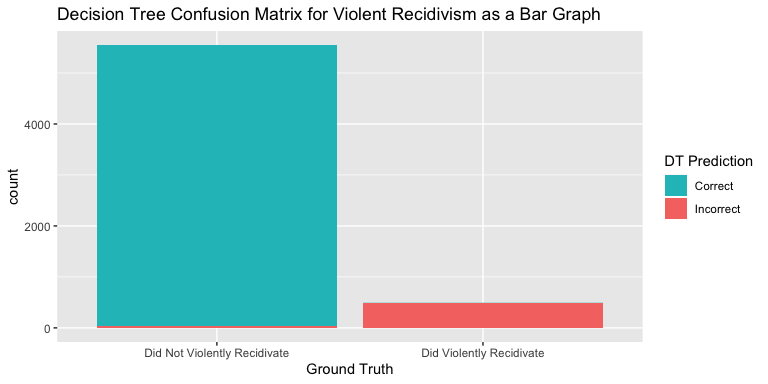 Decision Tree Confusion Matrix for Violent Recidivism as a Bar Graph
count
4000
2000
0
Did Not Violently Recidivate
Did Violently Recidivate
Ground Truth
DT Prediction
Correct
Incorrect